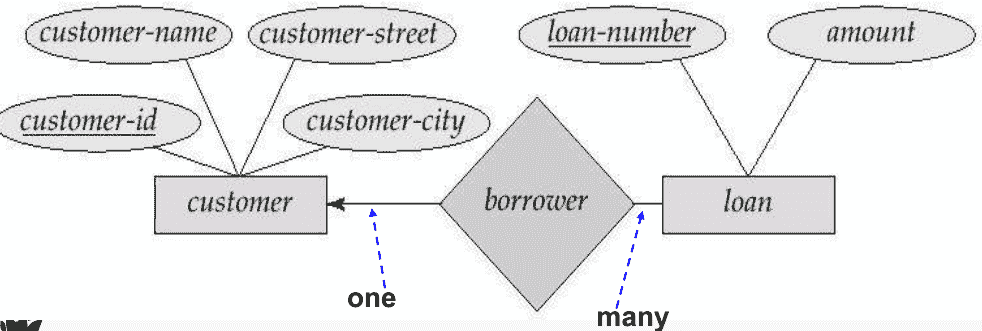 customer-name
customer-street
loan-number
amount
customer-id
customer-city
customer
borrower
loan
one
many